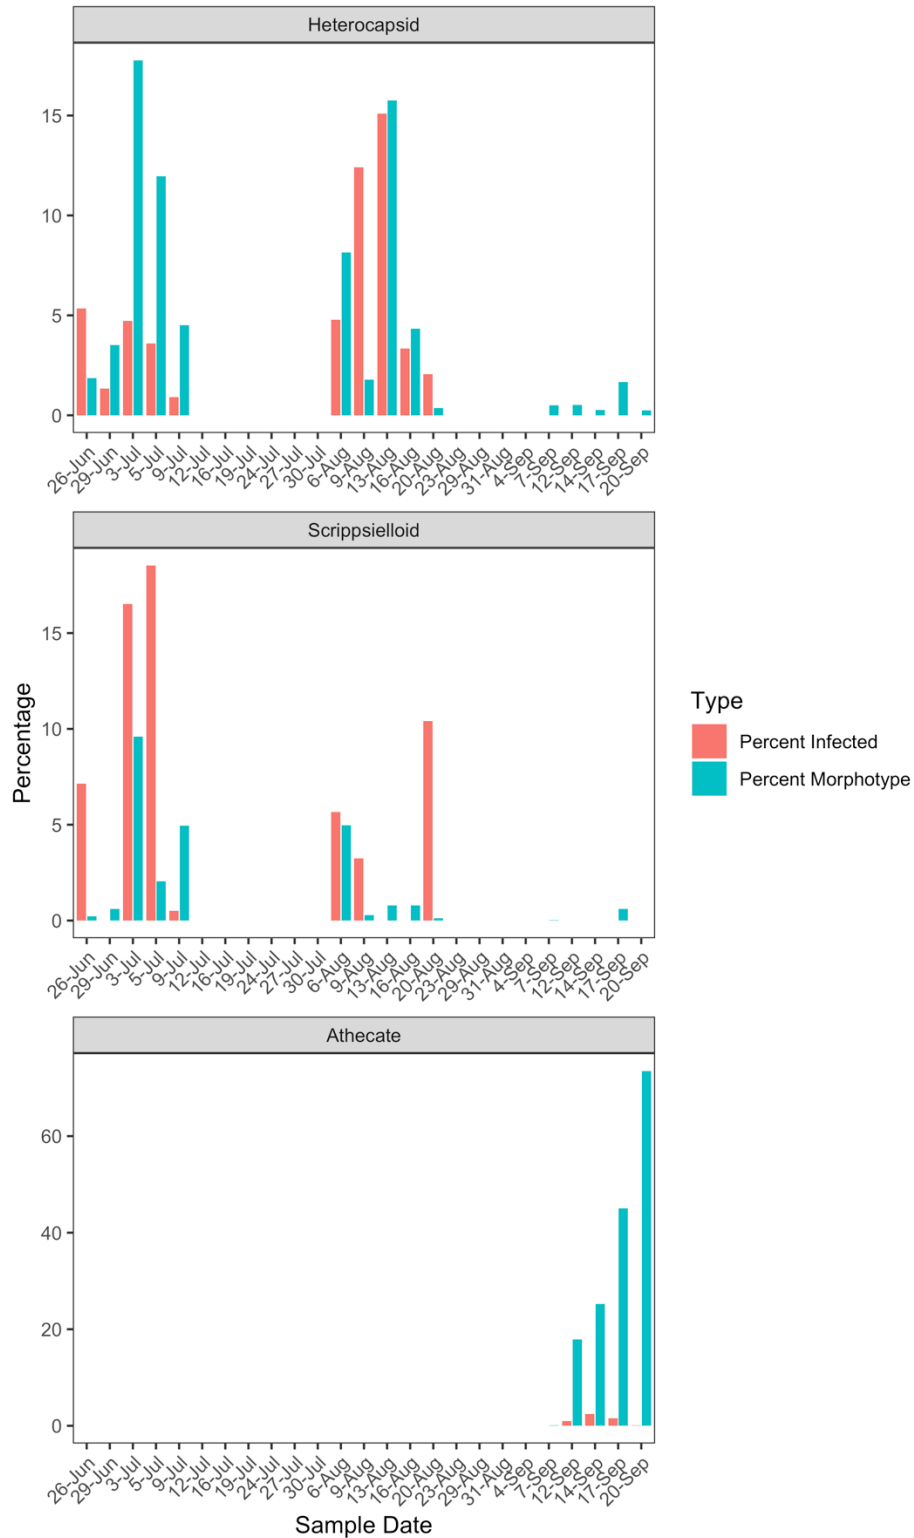 Heterocapsid
15
10
5
0
26-Jun
29-Jun
3-Jul
5-Jul
9-Jul
12-Jul
16-Jul
19-Jul
24-Jul
27-Jul
30-Jul
6-Aug
9-Aug
13-Aug
16-Aug
20-Aug
23-Aug
29-Aug
31-Aug
4-Sep
7-Sep
12-Sep
14-Sep
17-Sep
20-Sep
Scrippsielloid
15
10
5
0
26-Jun
29-Jun
3-Jul
5-Jul
9-Jul
12-Jul
16-Jul
19-Jul
24-Jul
27-Jul
30-Jul
6-Aug
9-Aug
13-Aug
16-Aug
20-Aug
23-Aug
29-Aug
31-Aug
4-Sep
7-Sep
12-Sep
14-Sep
17-Sep
20-Sep
Percentage
Type
Percent Infected
Percent Morphotype
Athecate
60
40
20
0
26-Jun
29-Jun
3-Jul
5-Jul
9-Jul
12-Jul
16-Jul
19-Jul
24-Jul
27-Jul
30-Jul
6-Aug
9-Aug
13-Aug
16-Aug
20-Aug
23-Aug
29-Aug
31-Aug
4-Sep
7-Sep
12-Sep
14-Sep
17-Sep
20-Sep
Sample Date